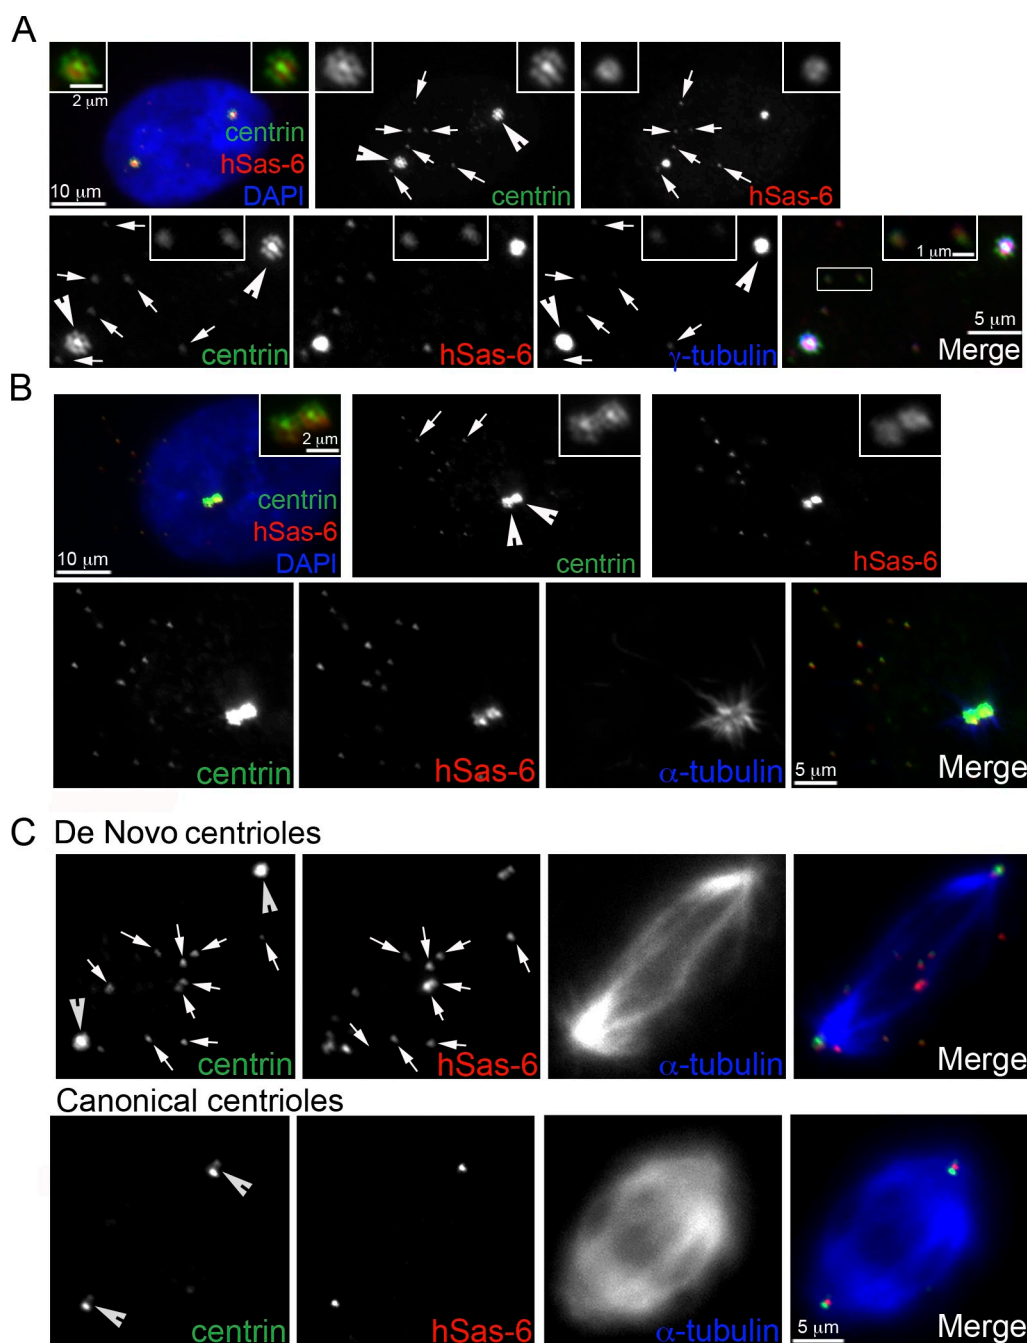 A
2 μm
centrin
hSas-6
DAPI
10 μm
centrin
hSas-6
centrin
hSas-6
γ-tubulin
1 μm
5 μm
Merge
B
2 μm
centrin
hSas-6
DAPI
10 μm
centrin
hSas-6
centrin
hSas-6
α-tubulin
5 μm
Merge
C De Novo centrioles
centrin
hSas-6
α-tubulin
Merge
Canonical centrioles
centrin
hSas-6
α-tubulin
5 μm
Merge